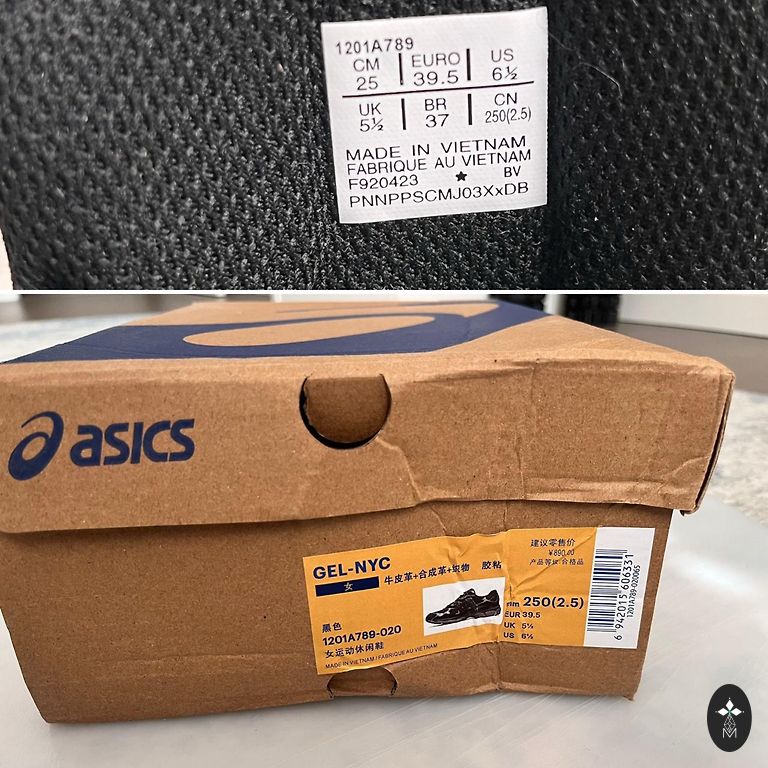 1201A789
CM EURO US
25 39.5 6½
UK BR CN
5½ 37 250(2.5)
MADE IN VIETNAM
FABRIQUE AU VIETNAM
F920423 ★ BV
PNNPPSCMJ03XxDB
asics
GEL-NYC
女
牛皮革+合成革+织物 胶粘
黑色
1201A789-020
女运动休闲鞋
MADE IN VIETNAM / FABRIQUE AU VIETNAM
建议零售价
¥890.00
产品等级 合格品
250(2.5)
EUR 39.5
UK 5½
US 6½
6 942015 606331
1201A789-020065
M